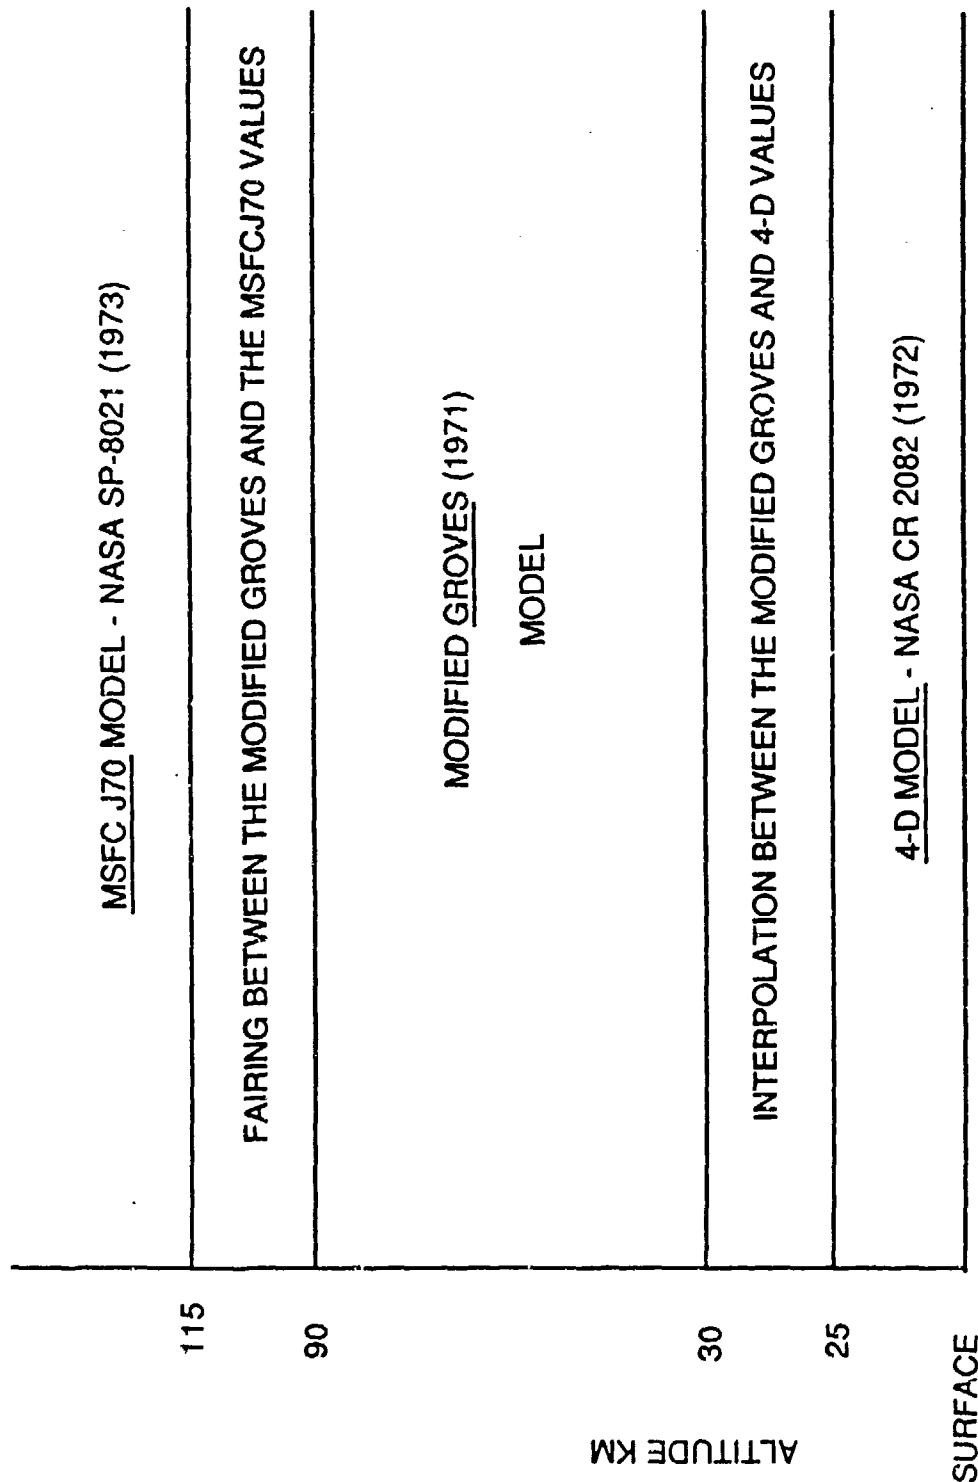 MSFC J70 MODEL - NASA SP-8021 (1973)
115
FAIRING BETWEEN THE MODIFIED GROVES AND THE MSFCJ70 VALUES
90
MODIFIED GROVES (1971)
MODEL
ALTITUDE KM
30
INTERPOLATION BETWEEN THE MODIFIED GROVES AND 4-D VALUES
25
4-D MODEL - NASA CR 2082 (1972)
SURFACE